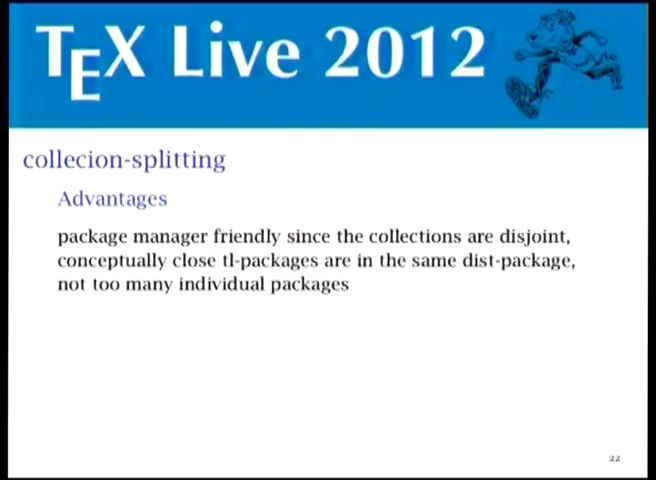 TEX Live 2012
collecion-splitting
Advantages
package manager friendly since the collections are disjoint,
conceptually close tl-packages are in the same dist-package,
not too many individual packages
22